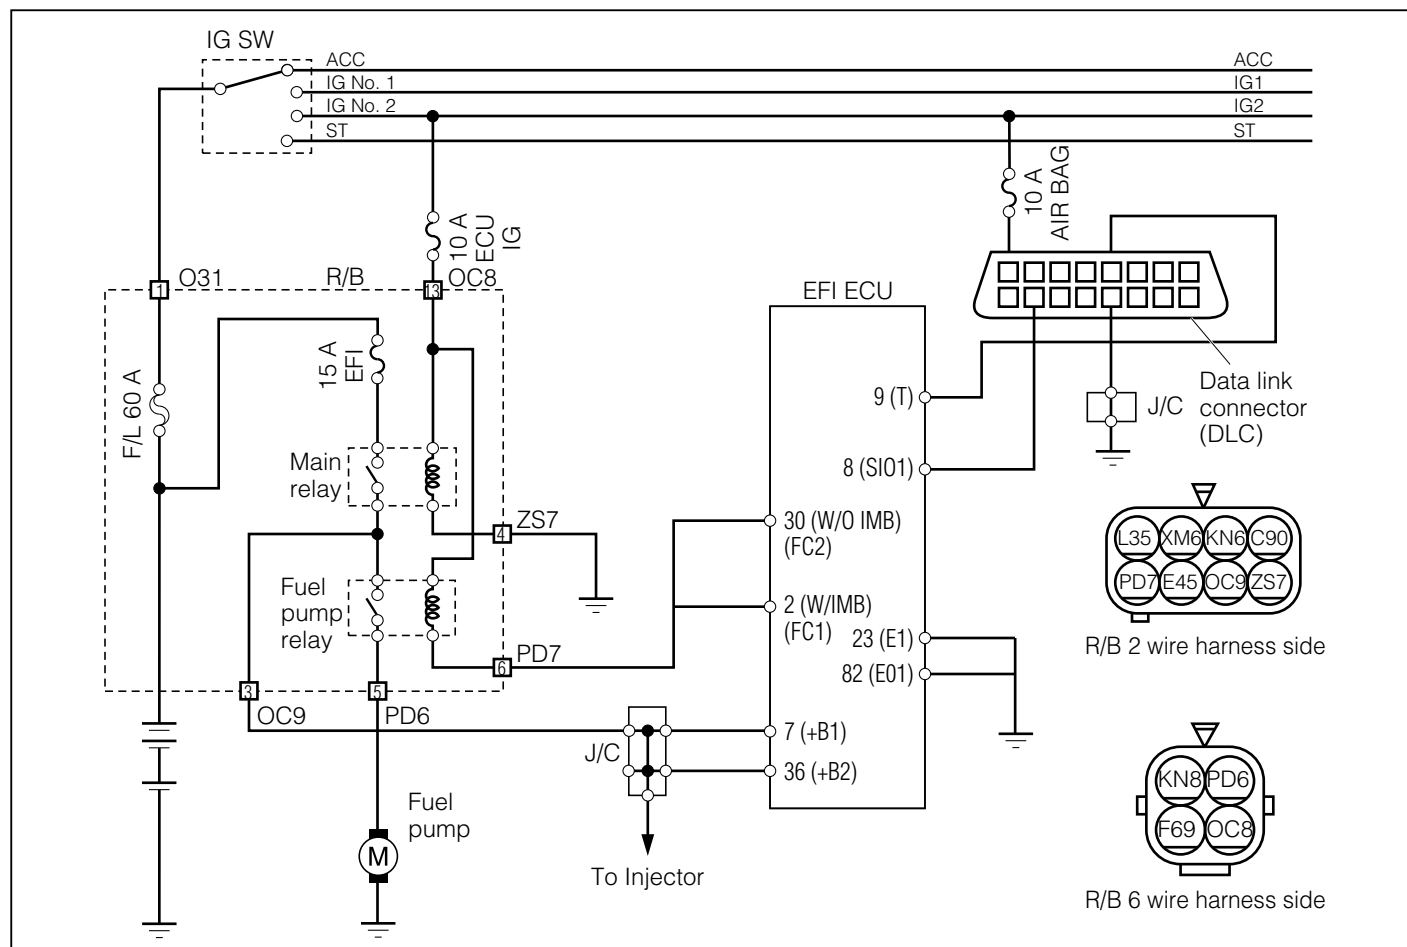 IG SW
ACC
ACC
IG No. 1
IG1
IG No. 2
IG2
ST
ST
10 A
AIR BAG
10 A
ECU
IG
1
O31
R/B
13
OC8
EFI ECU
15 A
EFI
F/L 60 A
9 (T)
Data link
connector
(DLC)
J/C
Main
relay
8 (SIO1)
4
ZS7
30 (W/O IMB)
(FC2)
L35
XM6
KN6
C90
PD7
E45
OC9
ZS7
R/B 2 wire harness side
Fuel
pump
relay
2 (W/IMB)
(FC1)
23 (E1)
82 (E01)
6
PD7
3
5
OC9
PD6
J/C
7 (+B1)
36 (+B2)
KN8
PD6
F69
OC8
R/B 6 wire harness side
Fuel
pump
M
To Injector